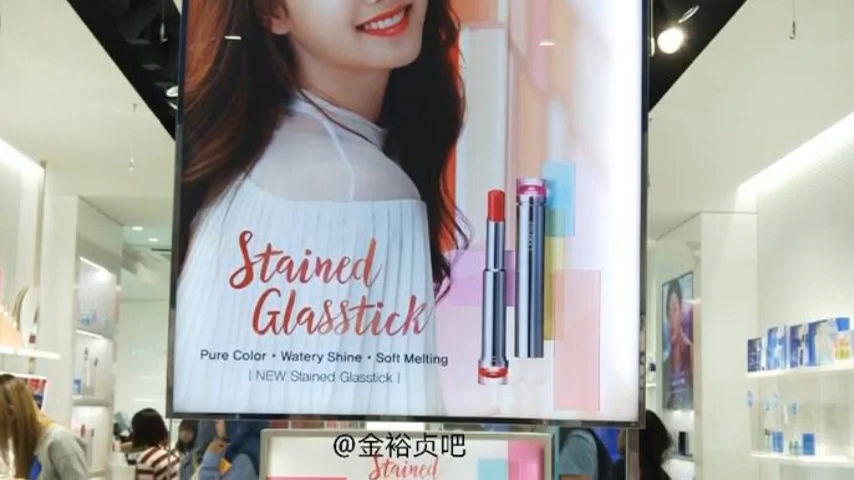 Stained
Glasstick
Pure Color • Watery Shine • Soft Melting
| NEW Stained Glasstick |
@金裕贞吧
Stained